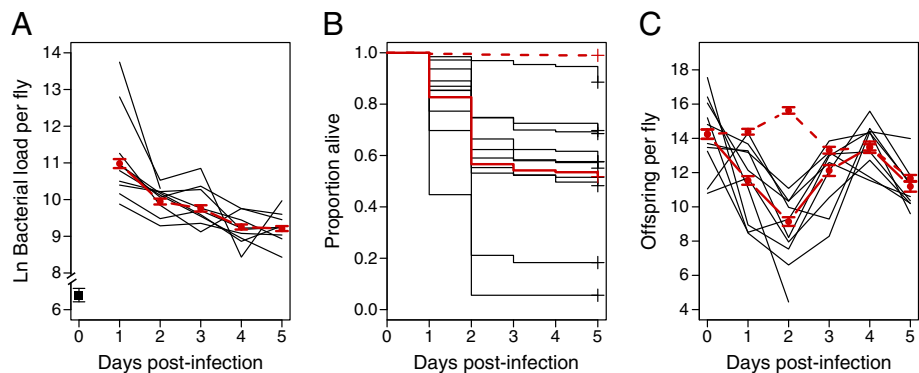 A
Ln Bacterial load per fly
14
13
12
11
10
9
8
6
0 1 2 3 4 5
Days post-infection
B
Proportion alive
1.0
0.8
0.6
0.4
0.2
0.0
0 1 2 3 4 5
Days post-infection
C
Offspring per fly
18
16
14
12
10
8
6
4
0 1 2 3 4 5
Days post-infection